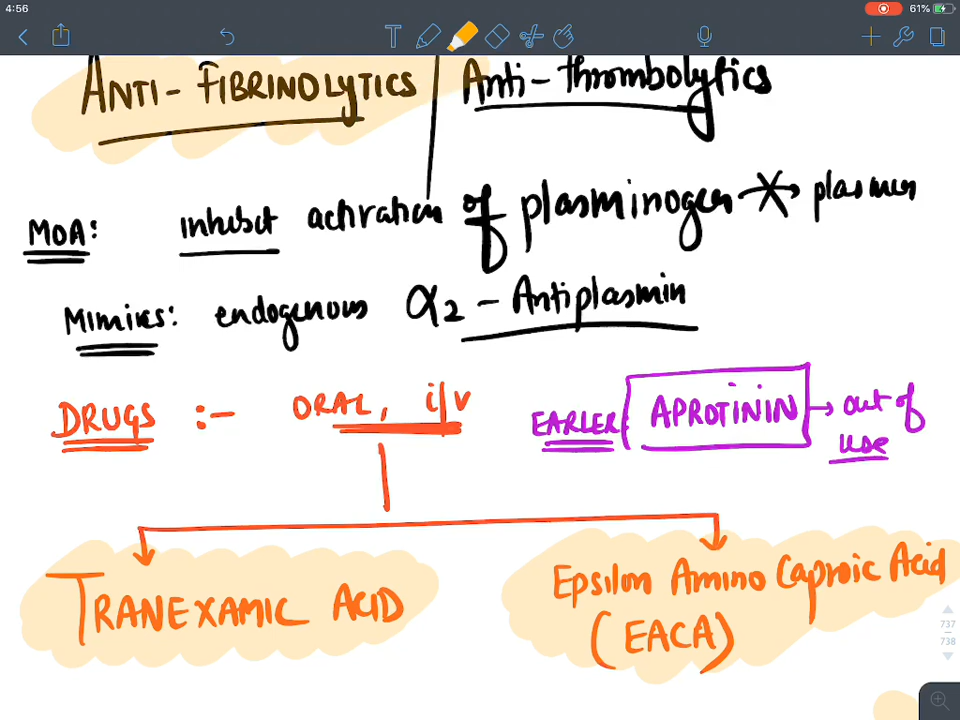 4:56
61%
T
ANTI - FIBRINOLYTICS Anti - thrombolytics
MOA: inhibit activation of plasminogen plasmin
Mimics: endogenous α2 - Antiplasmin
DRUGS :- ORAL, i/v EARLER: APROTININ → out of use
TRANEXAMIC ACID
Epsilon Amino Caproic Acid
(EACA)
737
738